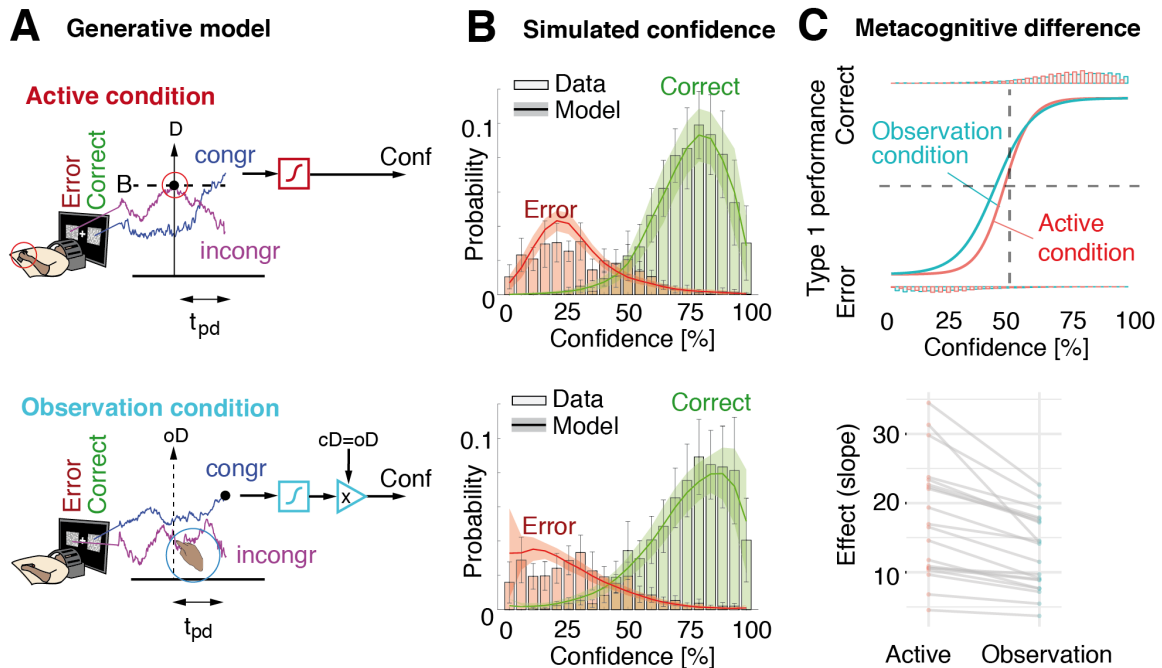 A Generative model
Active condition
D
Error
Correct
B
congr
incongr
Conf
t_pd
Observation condition
oD
cD=oD
Error
Correct
congr
x
Conf
incongr
t_pd
B Simulated confidence
Data
Model
Correct
Error
Probability
0.1
0
0 25 50 75 100
Confidence [%]
Data
Model
Correct
Error
Probability
0.1
0
0 25 50 75 100
Confidence [%]
C Metacognitive difference
Type 1 performance
Error
Correct
Observation
condition
Active
condition
0 25 50 75 100
Confidence [%]
Effect (slope)
30
20
10
Active Observation